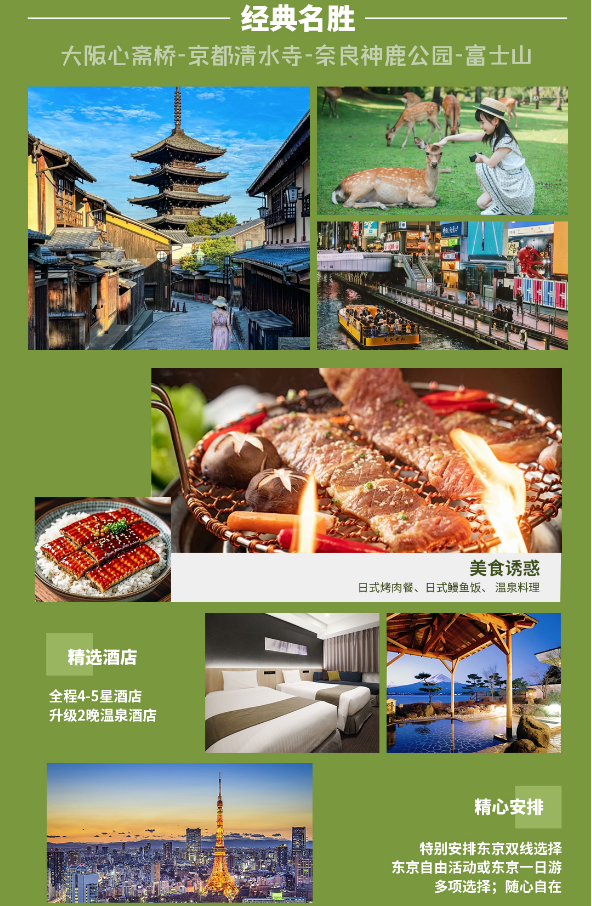 经典名胜
大阪心斋桥-京都清水寺-奈良神鹿公园-富士山
美食诱惑
日式烤肉餐、日式鳗鱼饭、温泉料理
精选酒店
全程4-5星酒店
升级2晚温泉酒店
精心安排
特别安排东京双线选择
东京自由活动或东京一日游
多项选择；随心自在